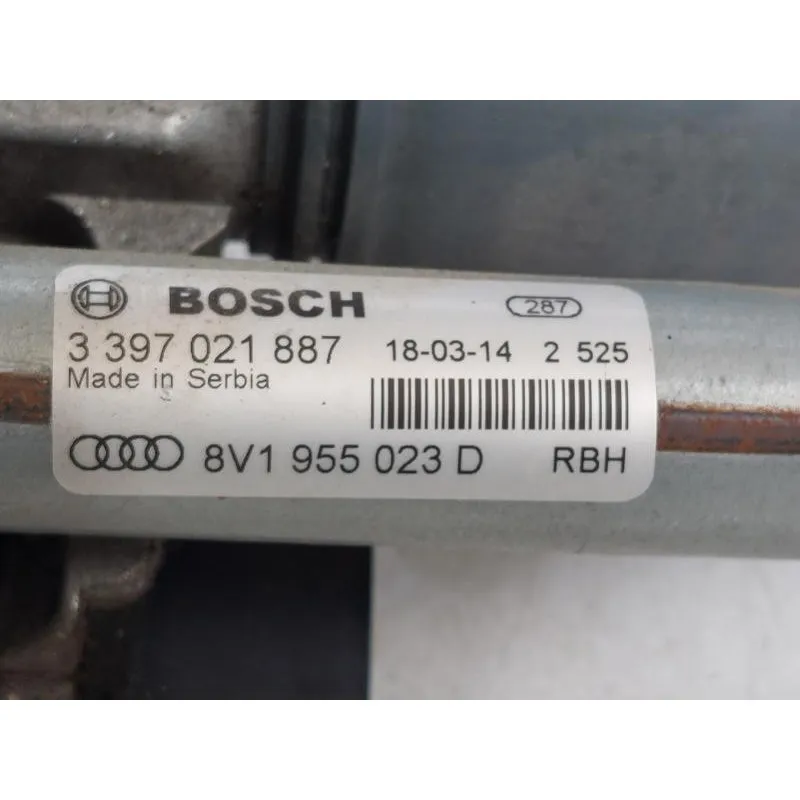 BOSCH 287
3 397 021 887 18-03-14 2 525
Made in Serbia
8V1 955 023 D RBH